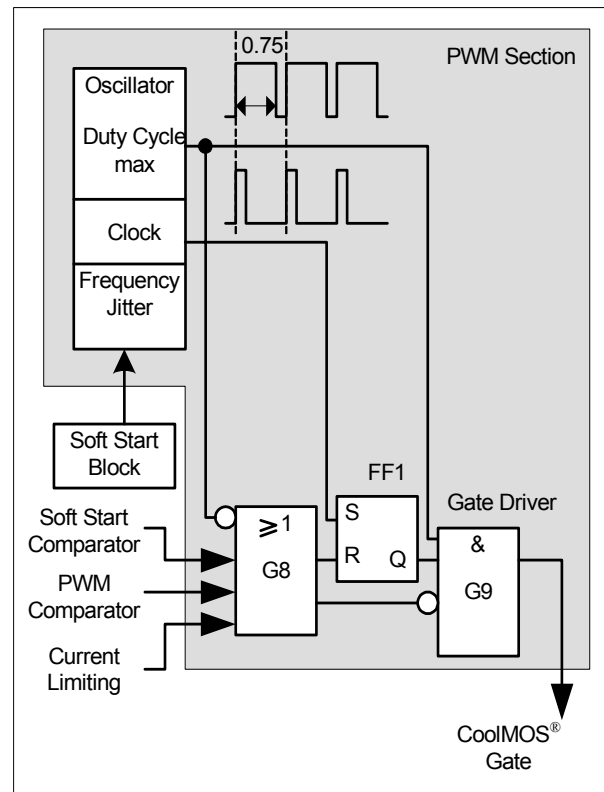 0.75
PWM Section
Oscillator
Duty Cycle
max
Clock
Frequency
Jitter
Soft Start
Block
FF1
Gate Driver
Soft Start
Comparator
PWM
Comparator
Current
Limiting
≥1
G8
S
R
Q
&
G9
CoolMOS®
Gate